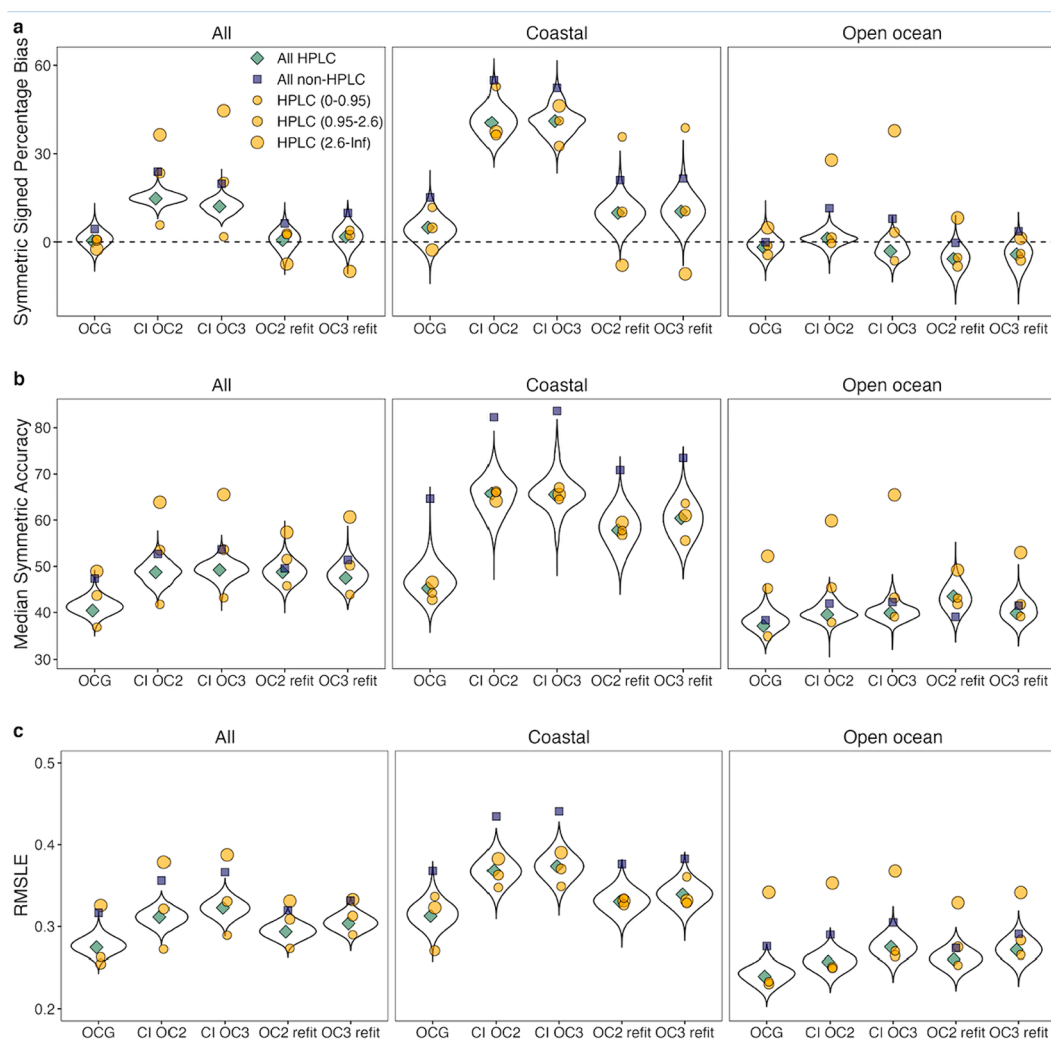 a
All
Coastal
Open ocean
Symmetric Signed Percentage Bias
60
30
0
All HPLC
All non-HPLC
HPLC (0-0.95)
HPLC (0.95-2.6)
HPLC (2.6-Inf)
OCG CI OC2 CI OC3 OC2 refit OC3 refit
OCG CI OC2 CI OC3 OC2 refit OC3 refit
OCG CI OC2 CI OC3 OC2 refit OC3 refit
b
All
Coastal
Open ocean
Median Symmetric Accuracy
80
70
60
50
40
30
OCG CI OC2 CI OC3 OC2 refit OC3 refit
OCG CI OC2 CI OC3 OC2 refit OC3 refit
OCG CI OC2 CI OC3 OC2 refit OC3 refit
c
All
Coastal
Open ocean
RMSLE
0.5
0.4
0.3
0.2
OCG CI OC2 CI OC3 OC2 refit OC3 refit
OCG CI OC2 CI OC3 OC2 refit OC3 refit
OCG CI OC2 CI OC3 OC2 refit OC3 refit